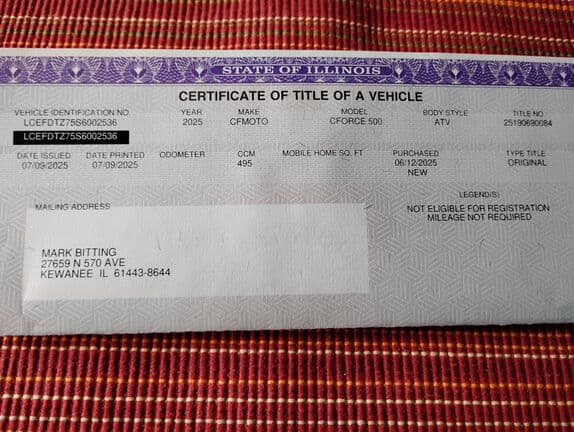 STATE OF ILLINOIS
CERTIFICATE OF TITLE OF A VEHICLE
VEHICLE IDENTIFICATION NO. YEAR MAKE MODEL BODY STYLE TITLE NO
LCEFDTZ75S6002536 2025 CFMOTO CFORCE 500 ATV 25190690084
LCEFDTZ75S6002536
DATE ISSUED DATE PRINTED ODOMETER CCM MOBILE HOME SQ. FT PURCHASED TYPE TITLE
07/09/2025 07/09/2025 495 06/12/2025 ORIGINAL
NEW
LEGEND(S)
MAILING ADDRESS NOT ELIGIBLE FOR REGISTRATION
MILEAGE NOT REQUIRED
MARK BITTING
27659 N 570 AVE
KEWANEE IL 61443-8644